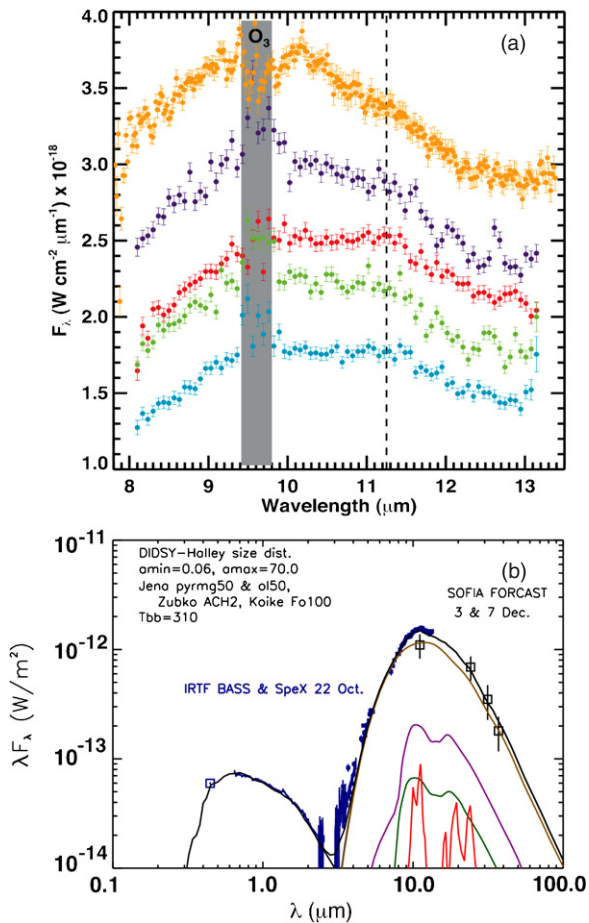 (a)
O₃
4.0
3.5
3.0
2.5
2.0
1.5
1.0
F_λ (W cm⁻² μm⁻¹) x 10⁻¹⁸
8 9 10 11 12 13
Wavelength (μm)
(b)
10⁻¹¹
10⁻¹²
10⁻¹³
10⁻¹⁴
λF_λ (W/m²)
DIDSY-Halley size dist.
amin=0.06, amax=70.0
Jena pyrmg50 & ol50,
Zubko ACH2, Koike Fo100
Tbb=310
SOFIA FORCAST
3 & 7 Dec.
IRTF BASS & SpeX 22 Oct.
0.1 1.0 10.0 100.0
λ (μm)